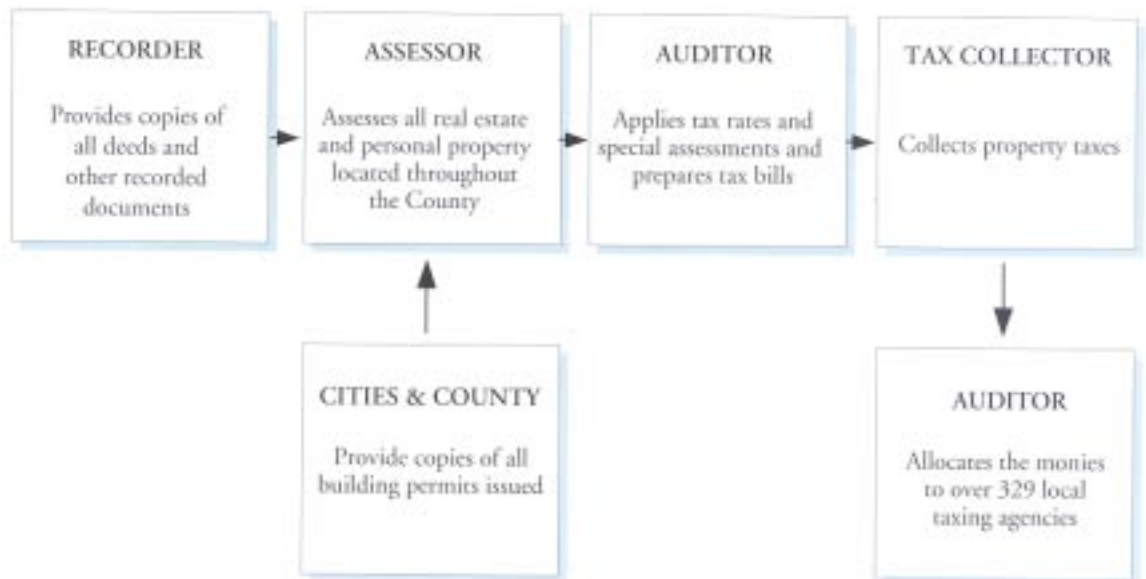 RECORDER
Provides copies of
all deeds and
other recorded
documents
ASSESSOR
Assesses all real estate
and personal property
located throughout
the County
AUDITOR
Applies tax rates and
special assessments and
prepares tax bills
TAX COLLECTOR
Collects property taxes
CITIES & COUNTY
Provide copies of all
building permits issued
AUDITOR
Allocates the monies
to over 329 local
taxing agencies